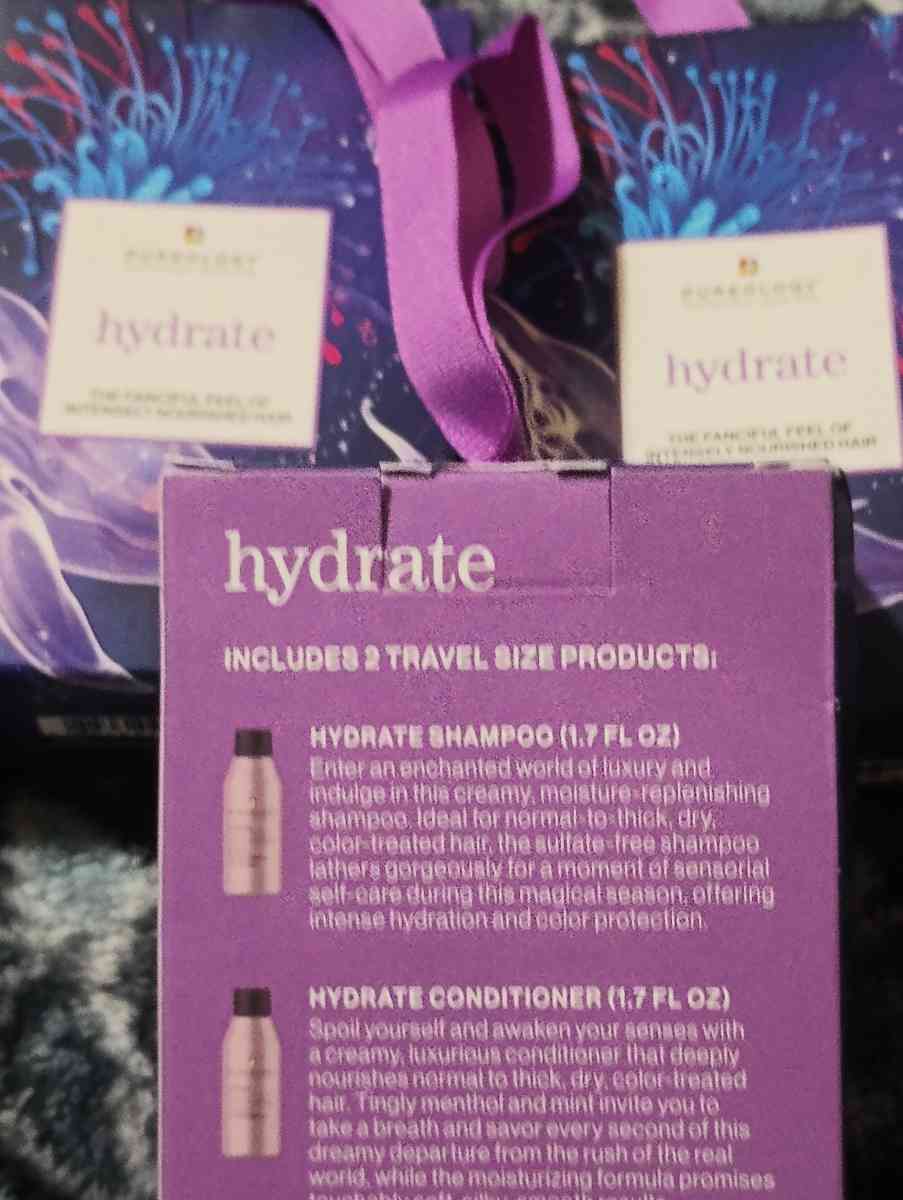 PUREOLOGY
hydrate
THE FANCIFUL FEEL OF
INTENSELY NOURISHED HAIR
PUREOLOGY
hydrate
THE FANCIFUL FEEL OF
INTENSELY NOURISHED HAIR
hydrate
INCLUDES 2 TRAVEL SIZE PRODUCTS:
HYDRATE SHAMPOO (1.7 FL OZ)
Enter an enchanted world of luxury and
indulge in this creamy, moisture-replenishing
shampoo. Ideal for normal-to-thick, dry,
color-treated hair, the sulfate-free shampoo
lathers gorgeously for a moment of sensorial
self-care during this magical season, offering
intense hydration and color protection.
HYDRATE CONDITIONER (1.7 FL OZ)
Spoil yourself and awaken your senses with
a creamy, luxurious conditioner that deeply
nourishes normal to thick, dry, color-treated
hair. Tingly menthol and mint invite you to
take a breath and savor every second of this
dreamy departure from the rush of the real
world, while the moisturizing formula promises
touchably soft, silky, smooth results.